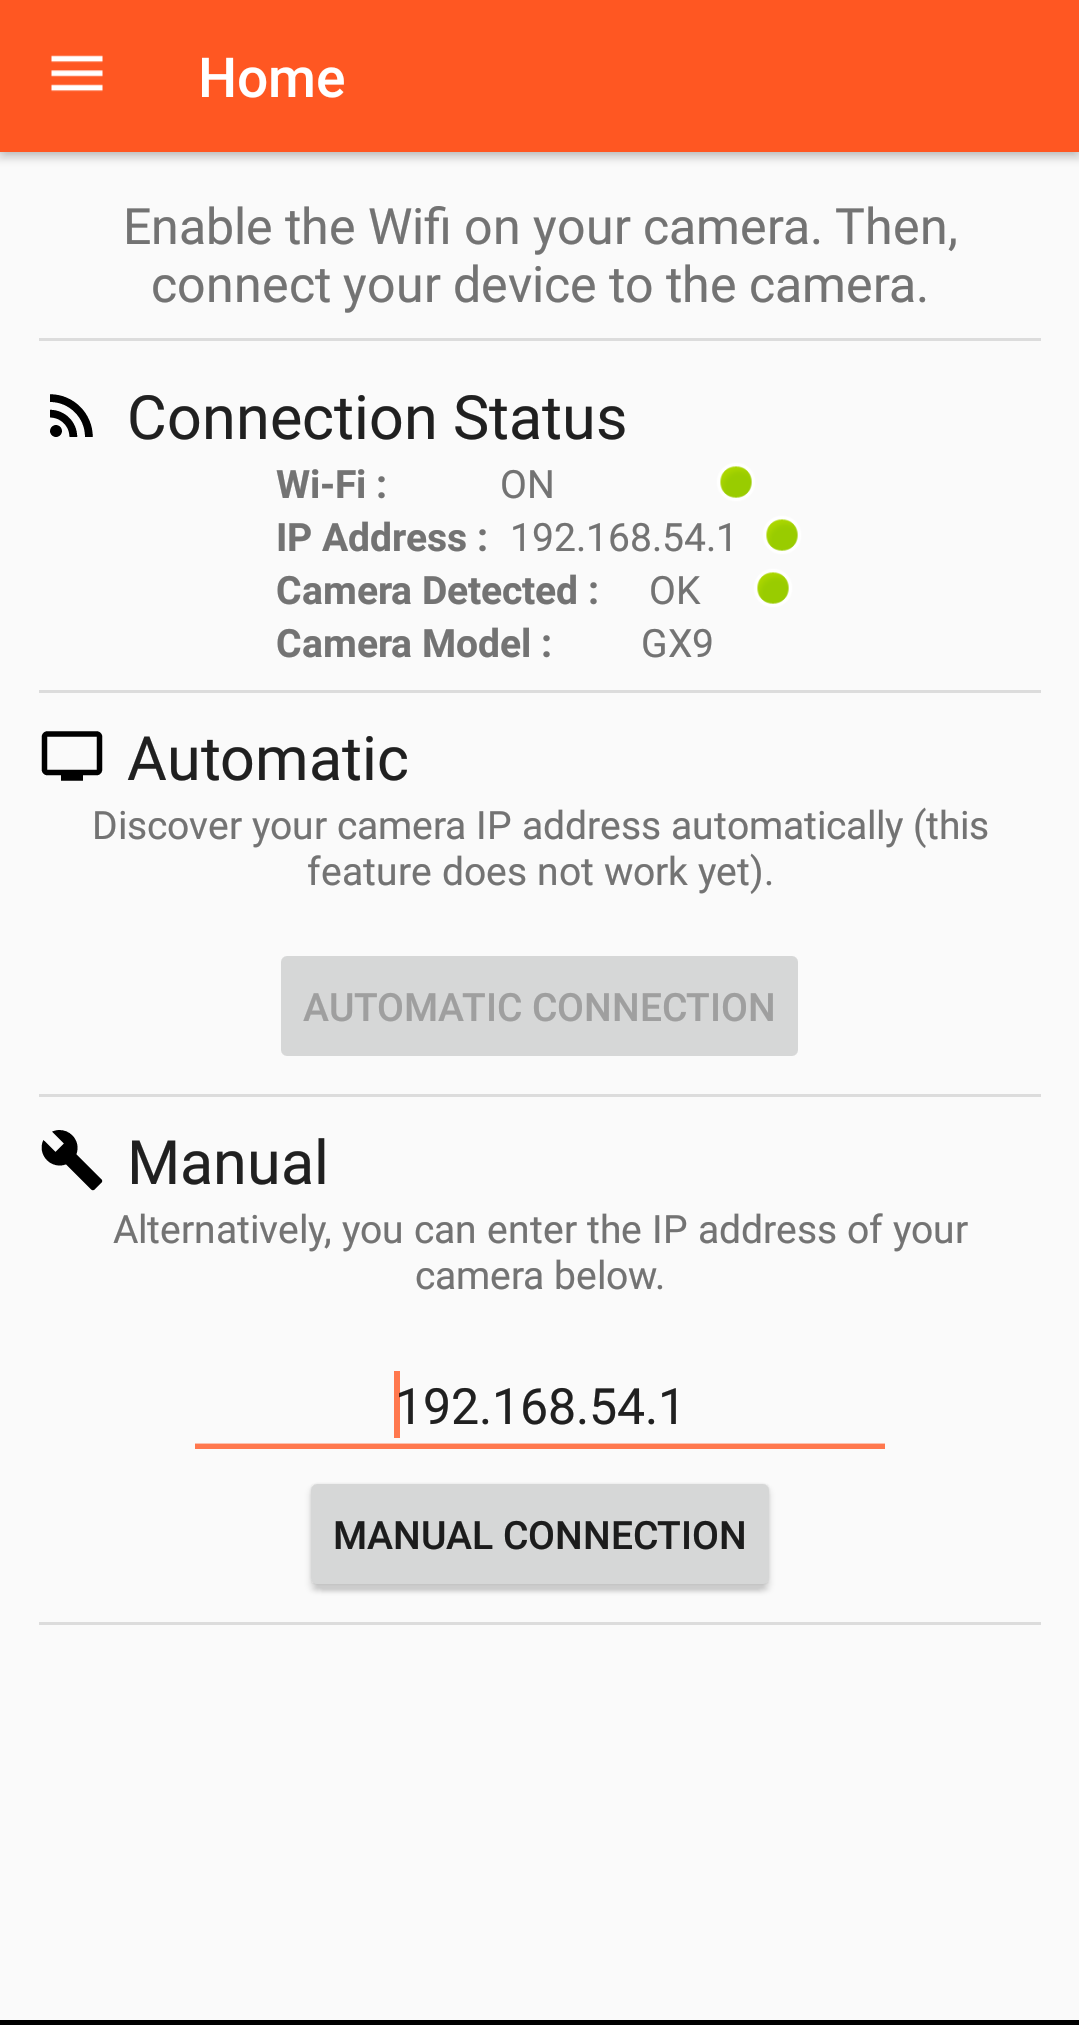 Home
Enable the Wifi on your camera. Then,
connect your device to the camera.
Connection Status
Wi-Fi : ON
IP Address : 192.168.54.1
Camera Detected : OK
Camera Model : GX9
Automatic
Discover your camera IP address automatically (this
feature does not work yet).
AUTOMATIC CONNECTION
Manual
Alternatively, you can enter the IP address of your
camera below.
192.168.54.1
MANUAL CONNECTION